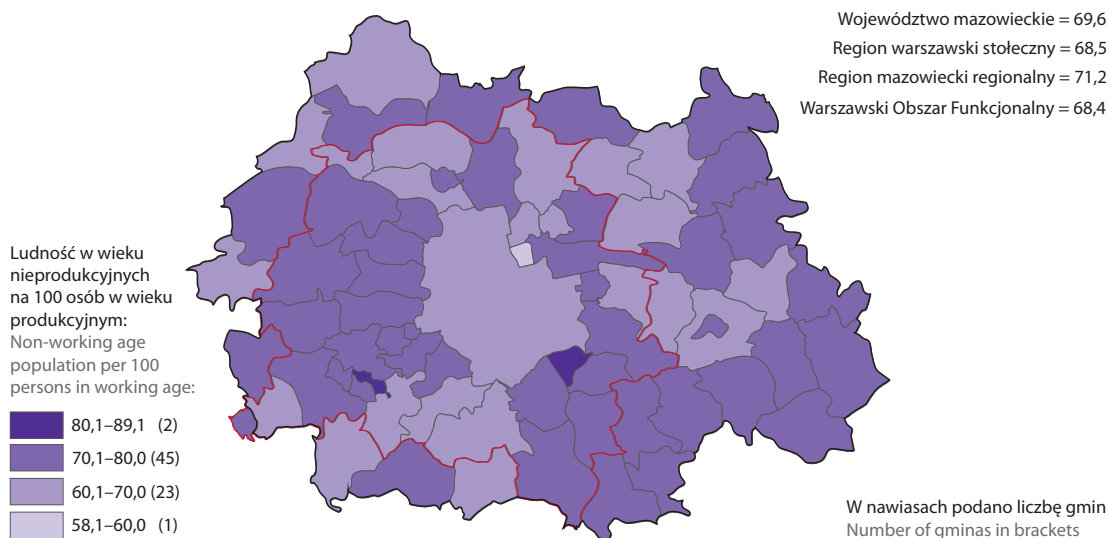 Województwo mazowieckie = 69,6
Region warszawski stołeczny = 68,5
Region mazowiecki regionalny = 71,2
Warszawski Obszar Funkcjonalny = 68,4
Ludność w wieku
nieprodukcyjnych
na 100 osób w wieku
produkcyjnym:
Non-working age
population per 100
persons in working age:
80,1–89,1 (2)
70,1–80,0 (45)
60,1–70,0 (23)
58,1–60,0 (1)
W nawiasach podano liczbę gmin
Number of gminas in brackets